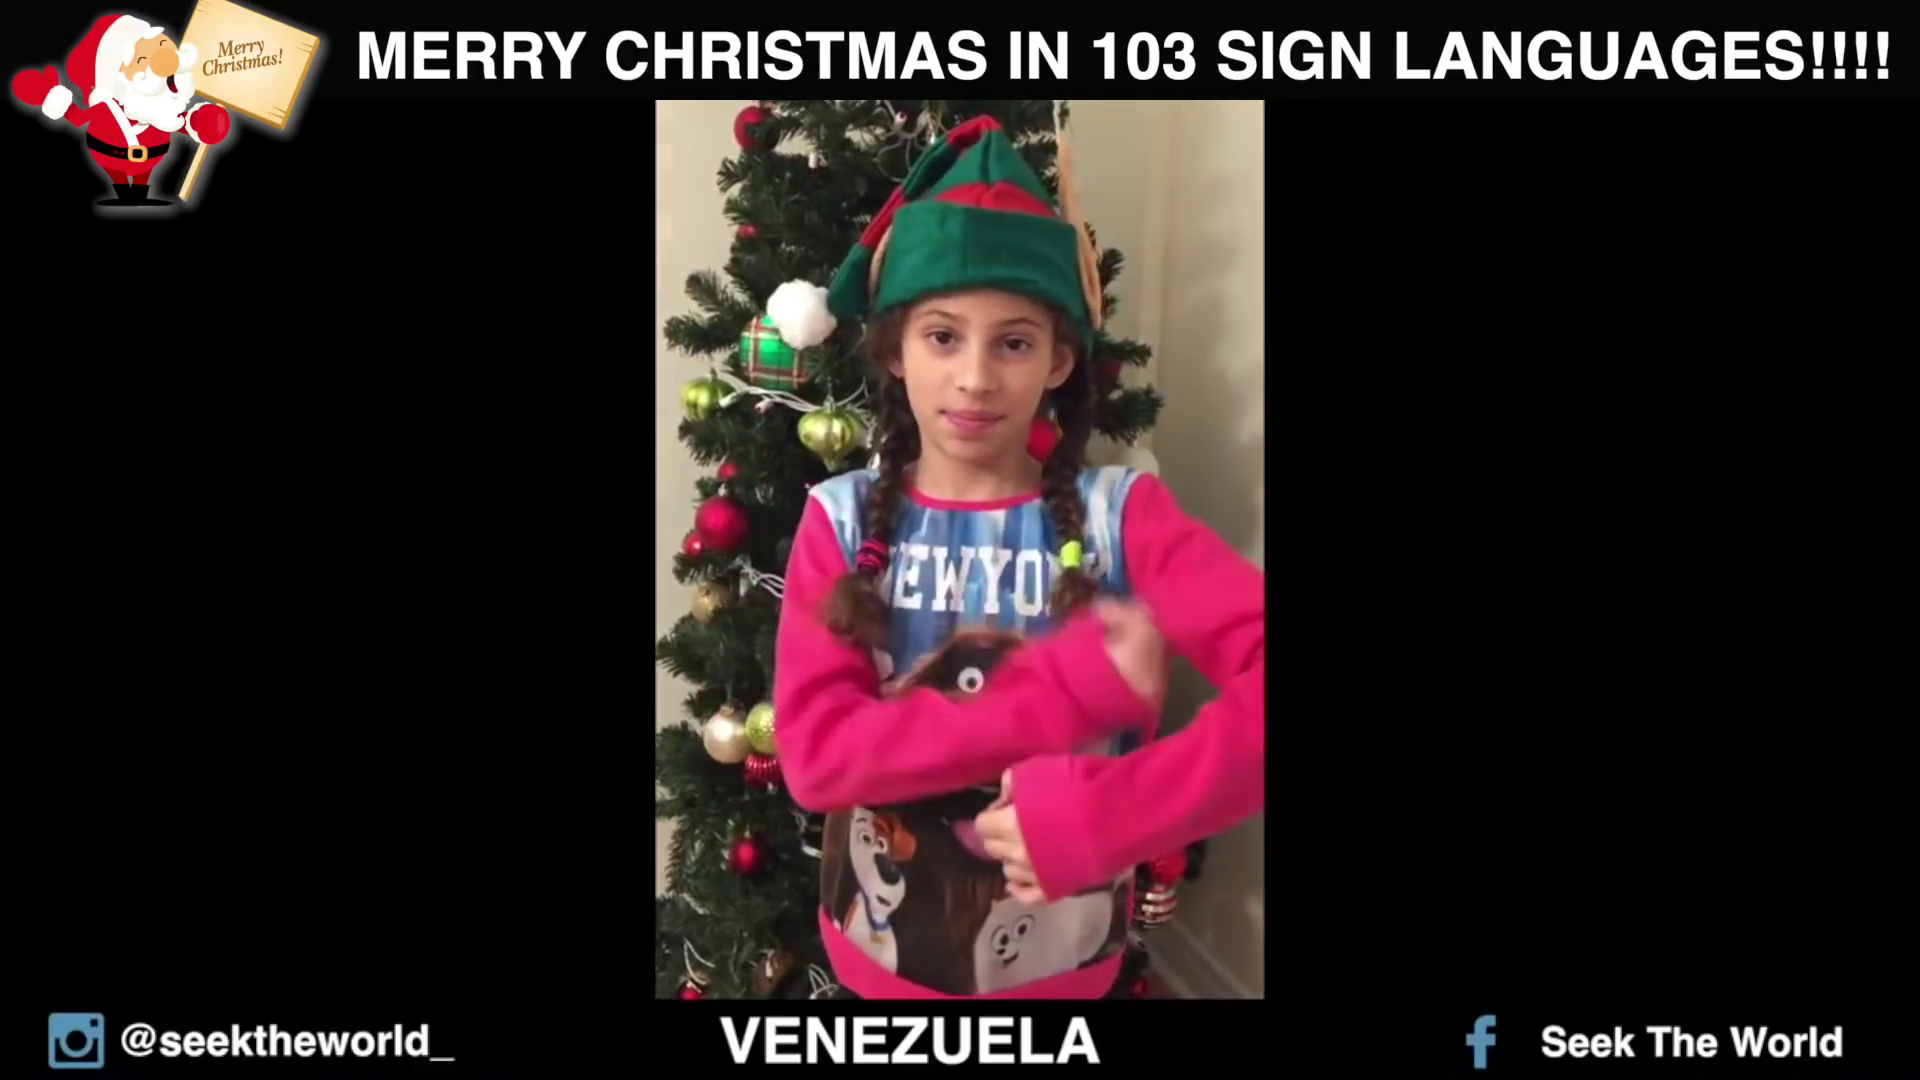 Merry
Christmas!
MERRY CHRISTMAS IN 103 SIGN LANGUAGES!!!!
EWYO
@seektheworld_
VENEZUELA
Seek The World